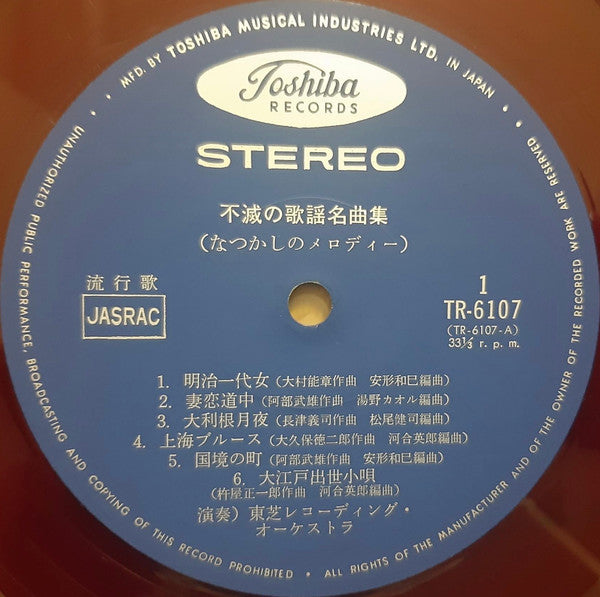 MFD. BY TOSHIBA MUSICAL INDUSTRIES LTD. IN JAPAN
Toshiba
RECORDS
STEREO
不滅の歌謡名曲集
(なつかしのメロディー)
流行歌
JASRAC
1
TR-6107
(TR-6107-A)
33⅓ r.p.m.
1. 明治一代女(大村能章作曲 安形和巳編曲)
2. 妻恋道中(阿部武雄作曲 湯野カオル編曲)
3. 大利根月夜(長津義司作曲 松尾健司編曲)
4. 上海ブルース(大久保徳二郎作曲 河合英郎編曲)
5. 国境の町(阿部武雄作曲 安形和巳編曲)
6. 大江戸出世小唄
(杵屋正一郎作曲 河合英郎編曲)
演奏)東芝レコーディング・
オーケストラ
UNAUTHORIZED PUBLIC PERFORMANCE, BROADCASTING AND COPYING OF THIS RECORD PROHIBITED • ALL RIGHTS OF THE MANUFACTURER AND OF THE OWNER OF THE RECORDED WORK ARE RESERVED